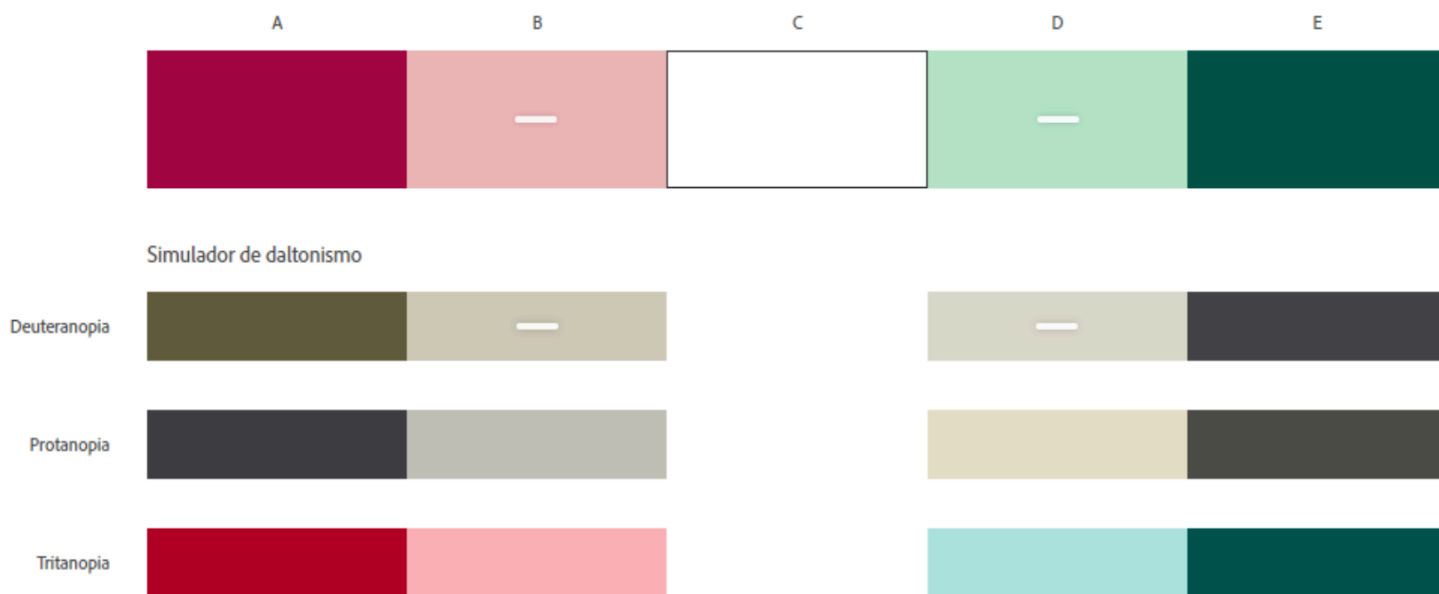 A B C D E
Simulador de daltonismo
Deuteranopia
Protanopia
Tritanopia